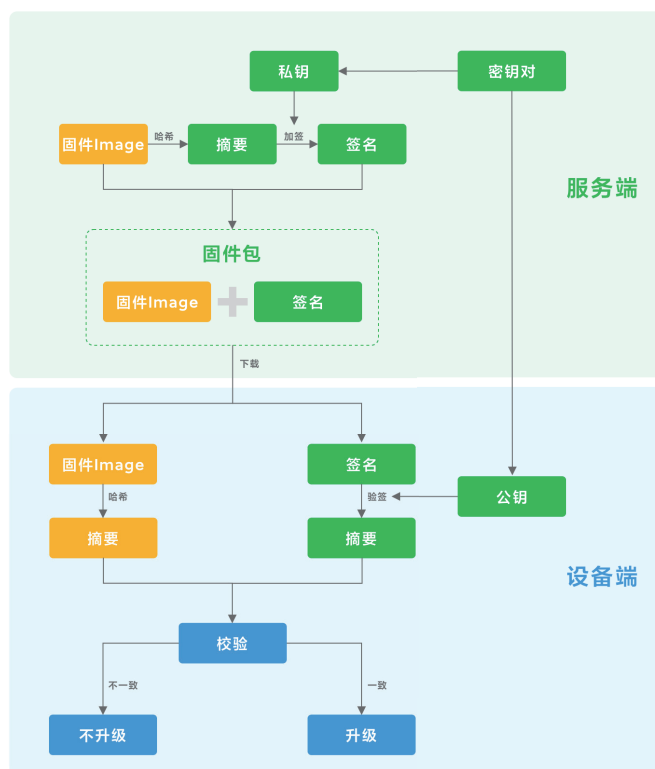 私钥
密钥对
固件Image
哈希
摘要
加签
签名
服务端
固件包
固件Image
签名
下载
固件Image
签名
哈希
验签
公钥
摘要
摘要
设备端
校验
不一致
一致
不升级
升级